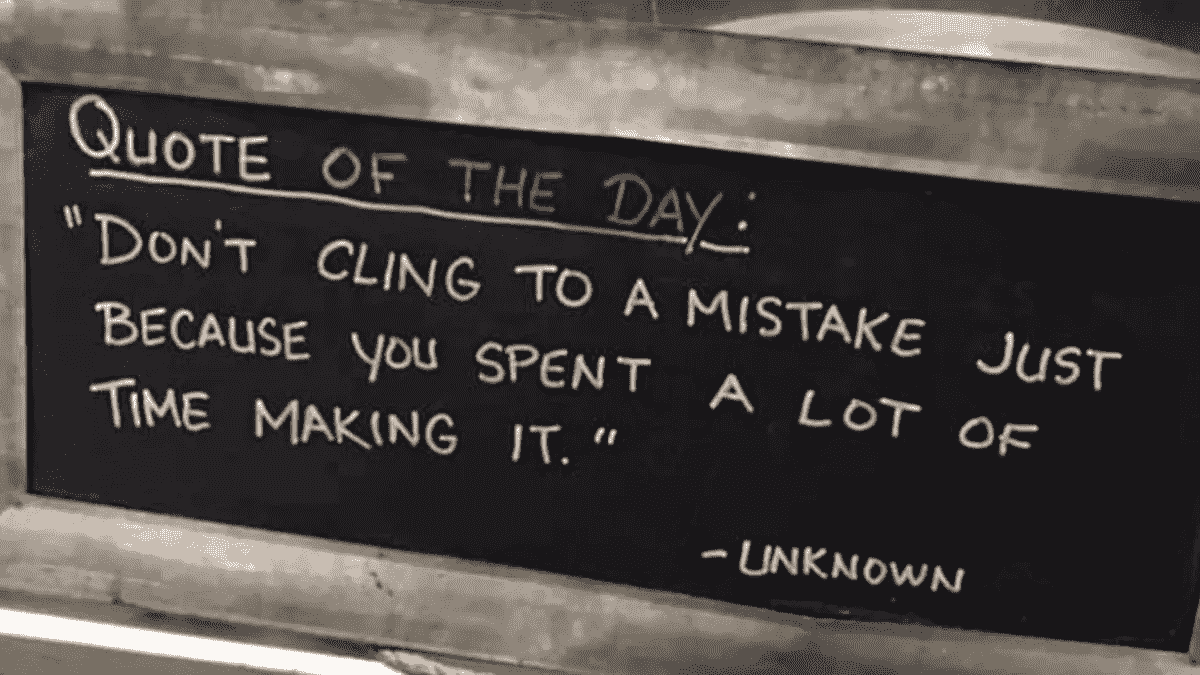 QUOTE OF THE DAY:
"DON'T CLING TO A MISTAKE JUST
BECAUSE YOU SPENT A LOT OF
TIME MAKING IT."
-UNKNOWN